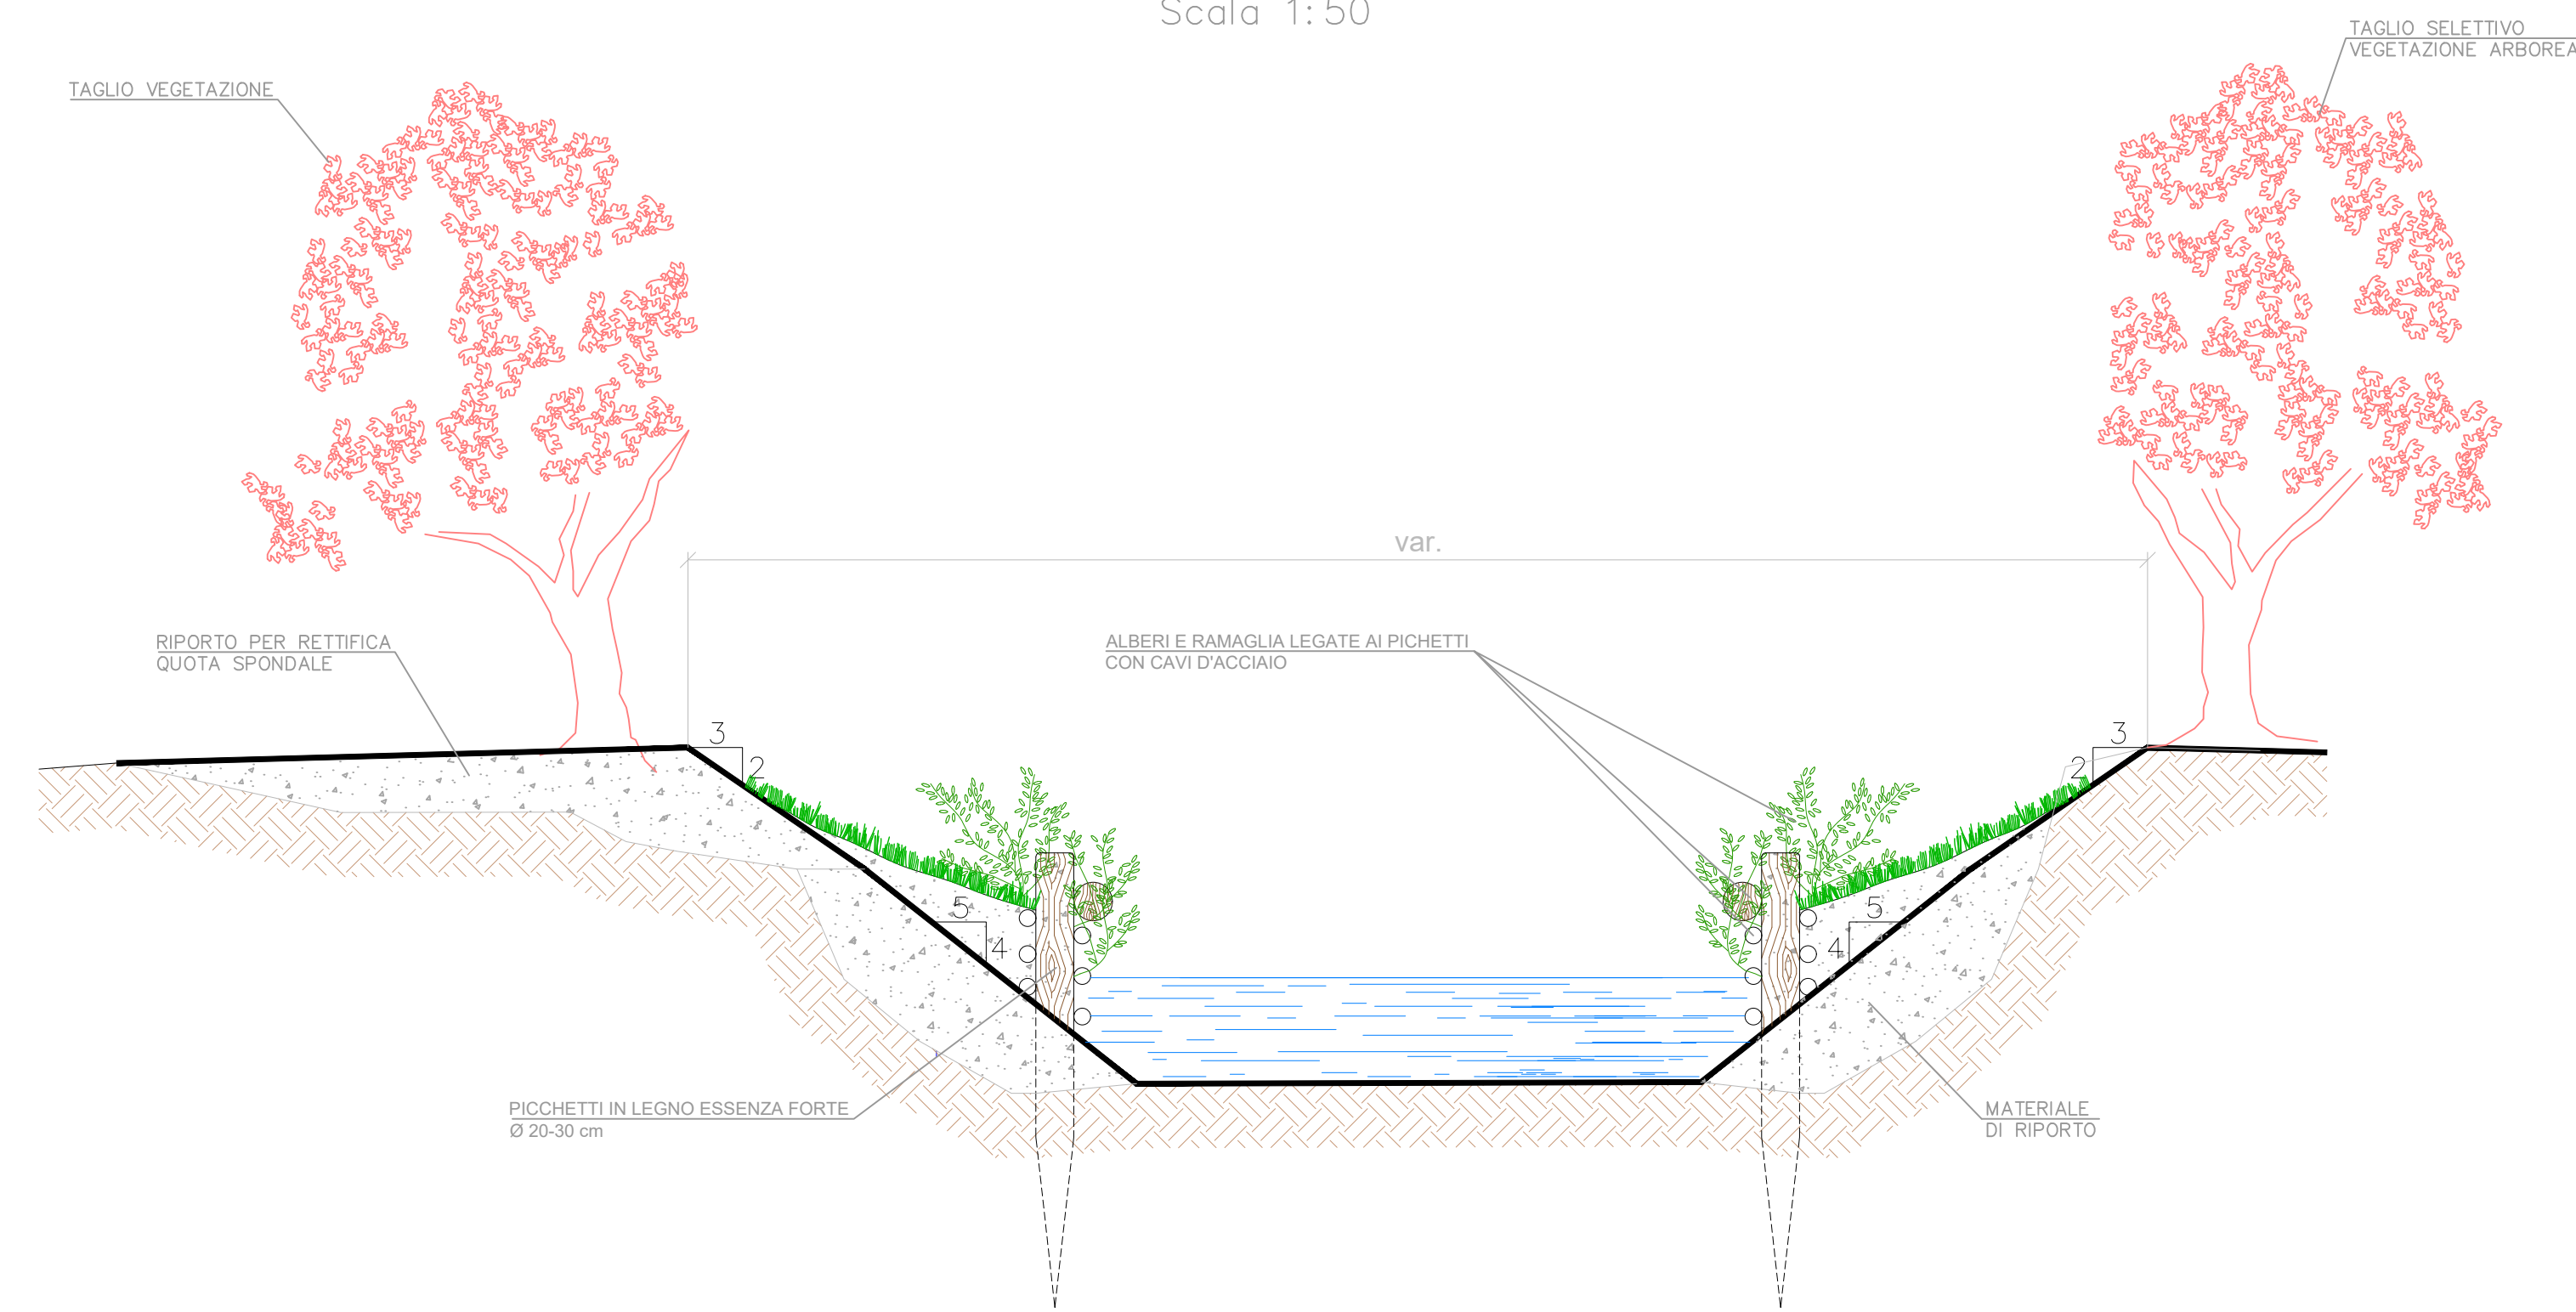 Scala 1:50
TAGLIO SELETTIVO
VEGETAZIONE ARBOREA
TAGLIO VEGETAZIONE
var.
RIPORTO PER RETTIFICA
QUOTA SPONDALE
ALBERI E RAMAGLIA LEGATE AI PICHETTI
CON CAVI D'ACCIAIO
3
2
3
2
5
4
5
4
PICCHETTI IN LEGNO ESSENZA FORTE
Ø 20-30 cm
MATERIALE
DI RIPORTO